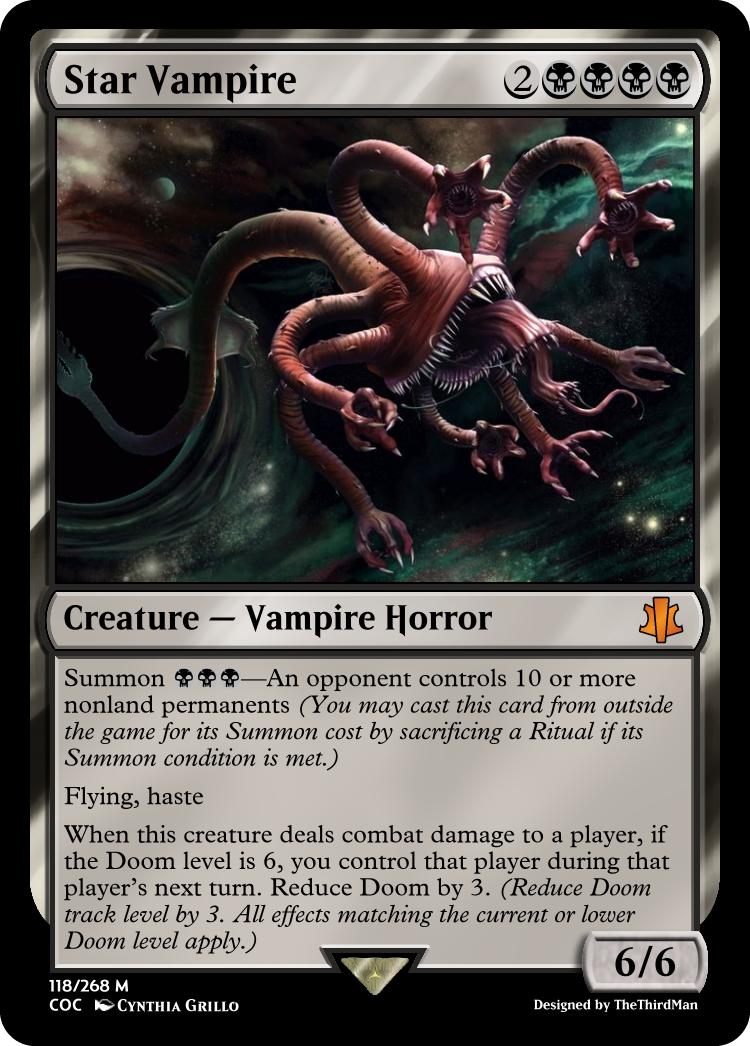 Star Vampire 2
Creature — Vampire Horror
Summon —An opponent controls 10 or more
nonland permanents (You may cast this card from outside
the game for its Summon cost by sacrificing a Ritual if its
Summon condition is met.)
Flying, haste
When this creature deals combat damage to a player, if
the Doom level is 6, you control that player during that
player's next turn. Reduce Doom by 3. (Reduce Doom
track level by 3. All effects matching the current or lower
Doom level apply.)
6/6
118/268 M
COC Cynthia Grillo
Designed by TheThirdMan